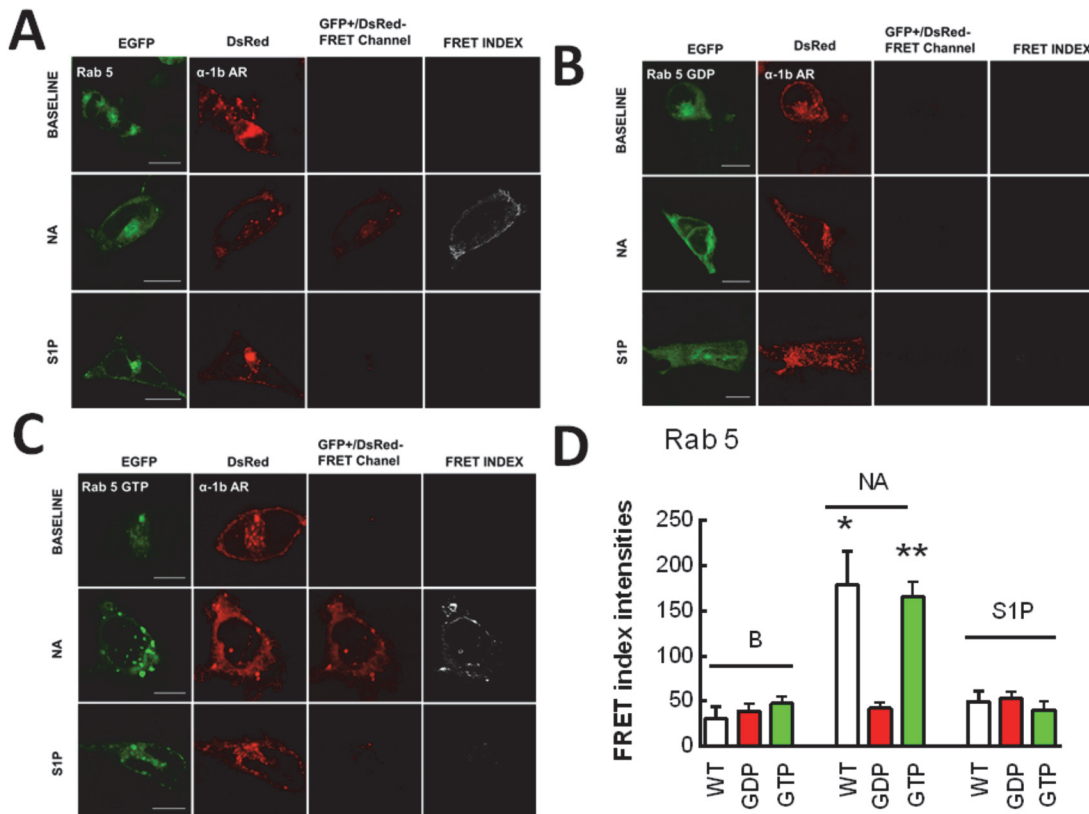 A
EGFP
DsRed
GFP+/DsRed-
FRET Channel
FRET INDEX
BASELINE
Rab 5
α-1b AR
NA
S1P
B
EGFP
DsRed
GFP+/DsRed-
FRET Channel
FRET INDEX
BASELINE
Rab 5 GDP
α-1b AR
NA
S1P
C
EGFP
DsRed
GFP+/DsRed-
FRET Chanel
FRET INDEX
BASELINE
Rab 5 GTP
α-1b AR
NA
S1P
D
Rab 5
FRET index intensities
250
200
150
100
50
0
B
NA
*
**
S1P
WT
GDP
GTP
WT
GDP
GTP
WT
GDP
GTP